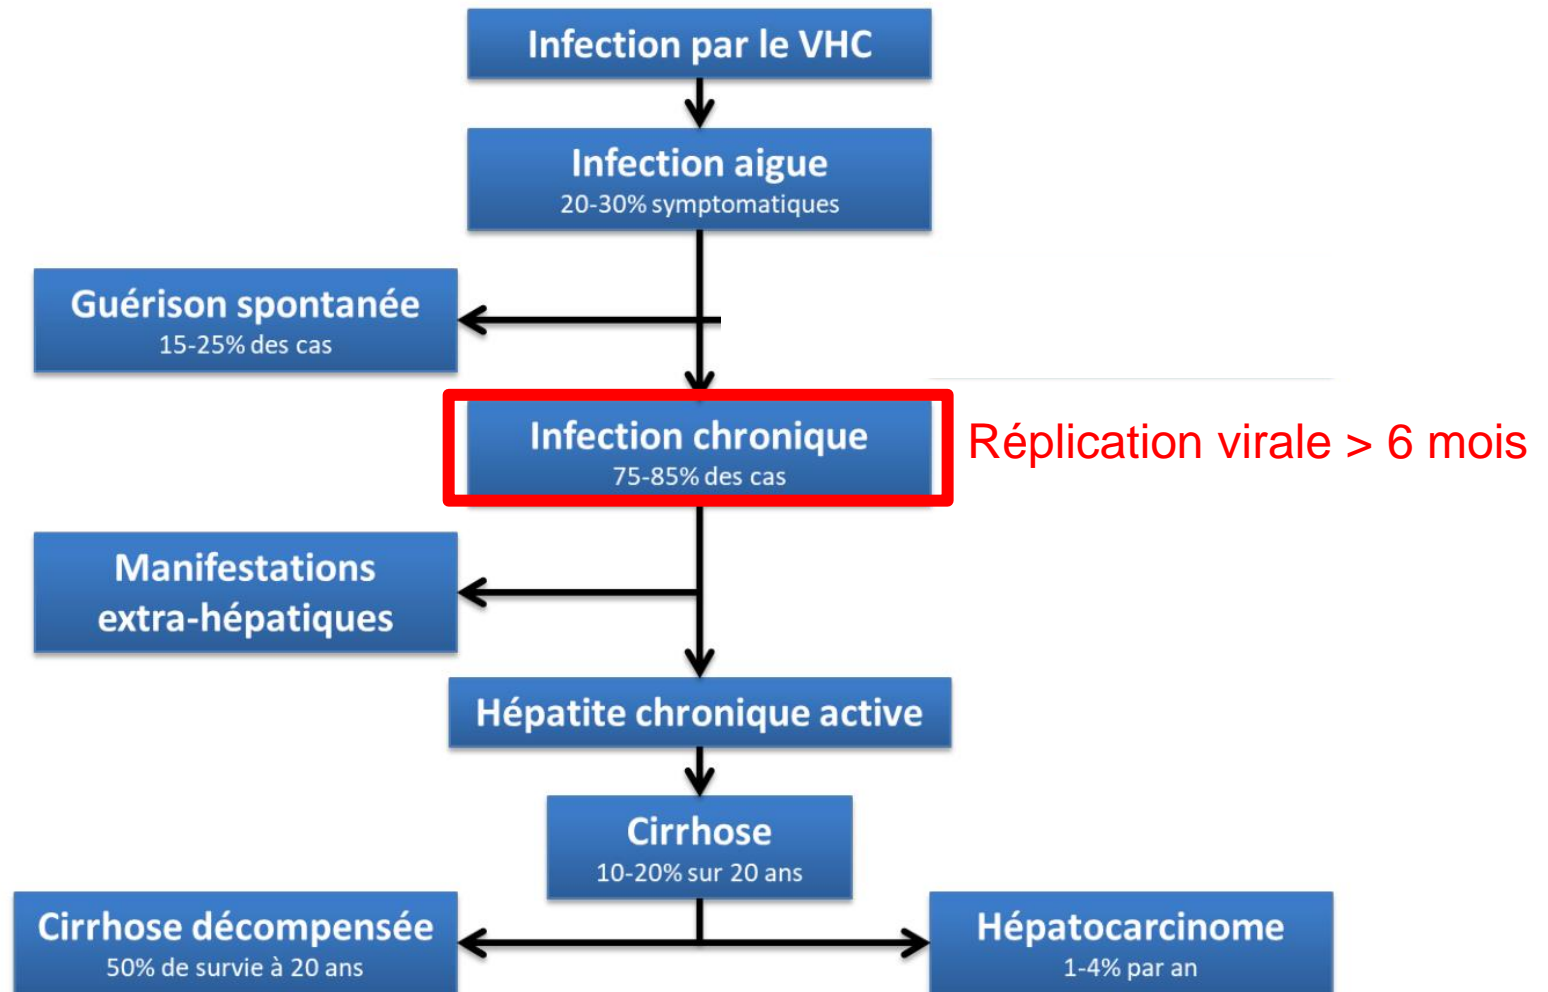 Infection par le VHC
Infection aigue
20-30% symptomatiques
Guérison spontanée
15-25% des cas
Infection chronique
75-85% des cas
Réplication virale > 6 mois
Manifestations
extra-hépatiques
Hépatite chronique active
Cirrhose
10-20% sur 20 ans
Cirrhose décompensée
50% de survie à 20 ans
Hépatocarcinome
1-4% par an